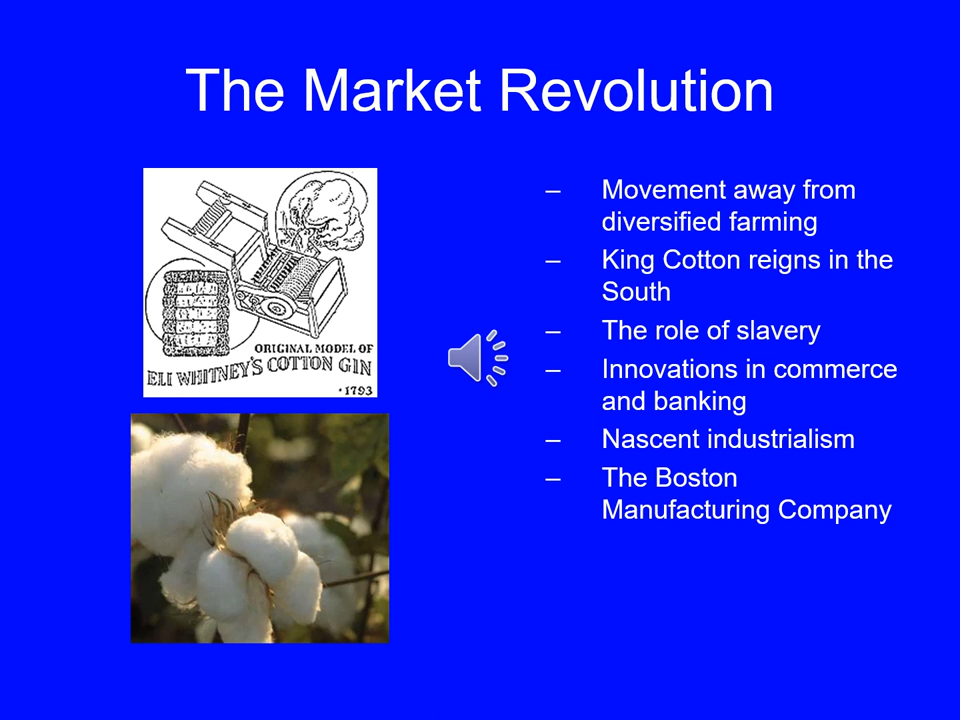 The Market Revolution
ORIGINAL MODEL OF
ELI WHITNEY'S COTTON GIN
·1793
– Movement away from
diversified farming
– King Cotton reigns in the
South
– The role of slavery
– Innovations in commerce
and banking
– Nascent industrialism
– The Boston
Manufacturing Company